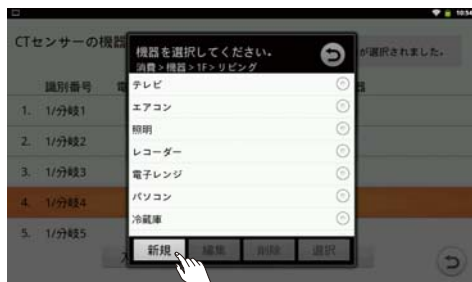 10:54
CTセンサーの機器
が選択されました。
機器を選択してください。
消費>機器>1F>リビング
識別番号
テレビ
エアコン
照明
レコーダー
電子レンジ
パソコン
冷蔵庫
1. 1/分岐1
2. 1/分岐2
3. 1/分岐3
4. 1/分岐4
5. 1/分岐5
新規
編集
削除
選択